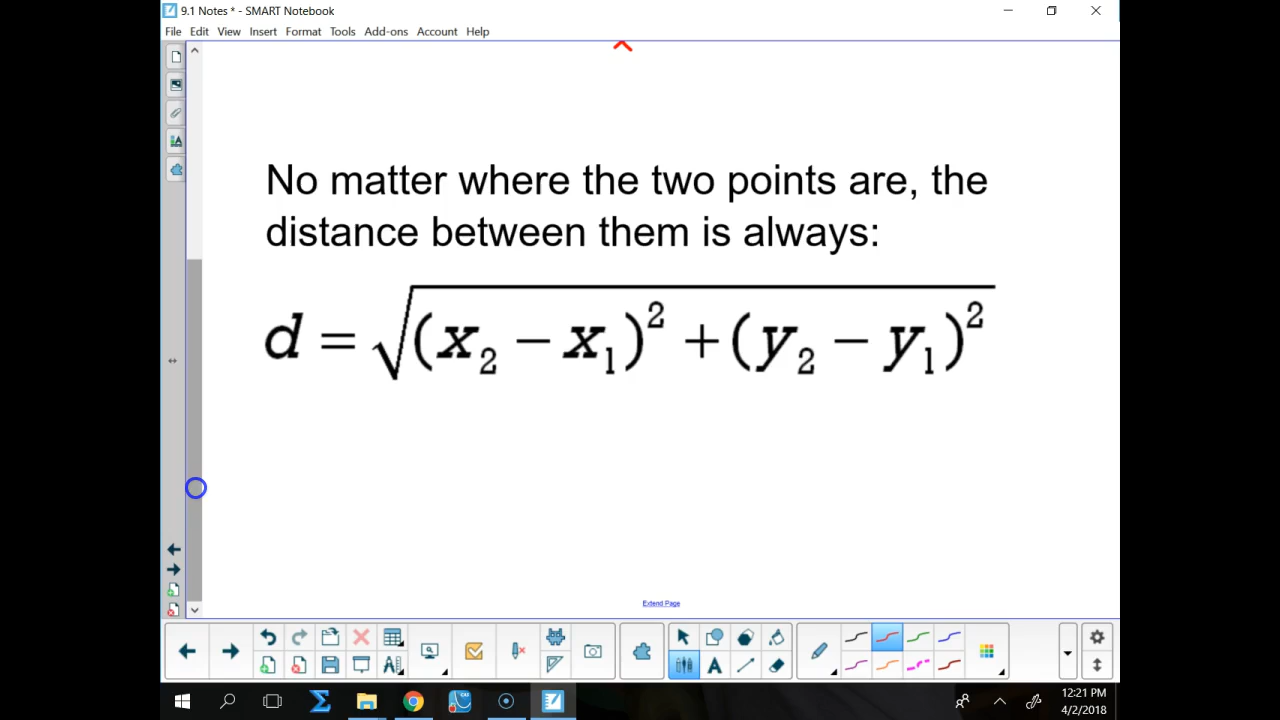 9.1 Notes * - SMART Notebook
File Edit View Insert Format Tools Add-ons Account Help
No matter where the two points are, the
distance between them is always:
d = √(x₂ − x₁)² + (y₂ − y₁)²
Extend Page
12:21 PM
4/2/2018